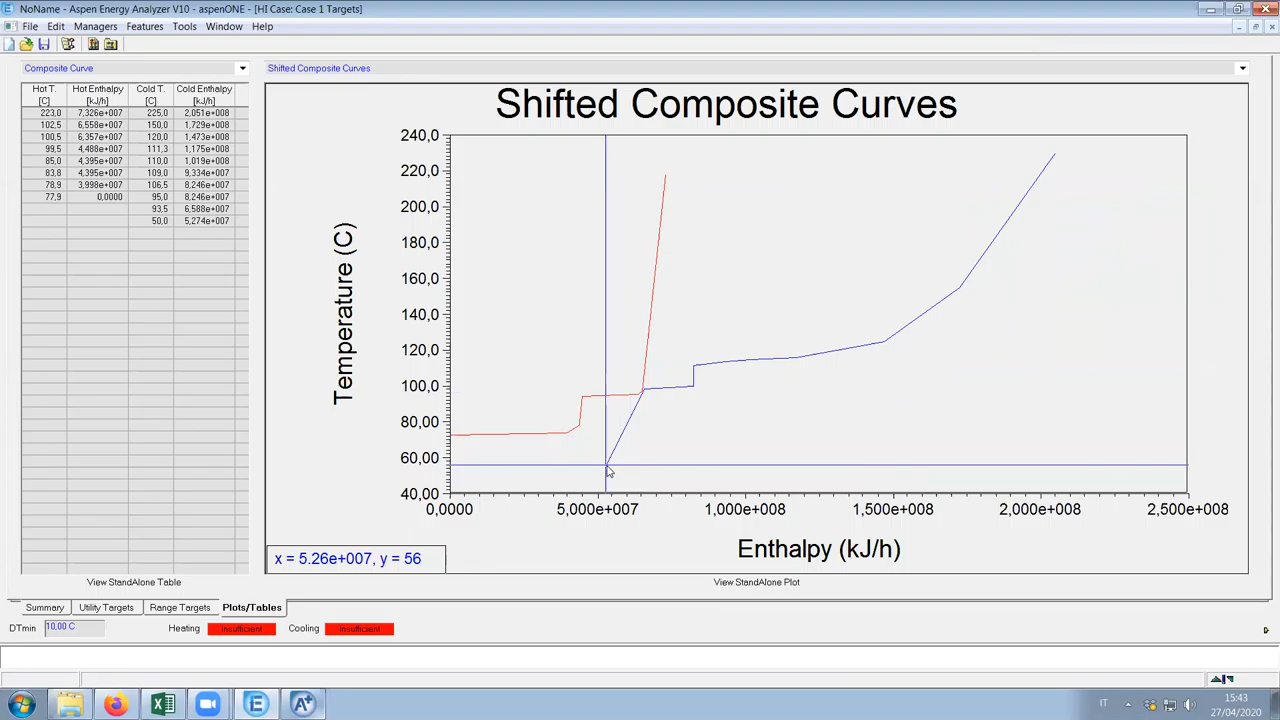 NoName - Aspen Energy Analyzer V10 - aspenONE - [HI Case: Case 1 Targets]
File Edit Managers Features Tools Window Help
Composite Curve
Shifted Composite Curves
Hot T. Hot Enthalpy Cold T. Cold Enthalpy
[C] [kJ/h] [C] [kJ/h]
223,0 7,326e+007 225,0 2,051e+008
102,5 6,559e+007 150,0 1,729e+008
100,5 6,357e+007 120,0 1,473e+008
99,5 4,488e+007 111,3 1,175e+008
85,0 4,395e+007 110,0 1,019e+008
83,8 4,395e+007 109,0 9,334e+007
78,9 3,998e+007 106,5 8,246e+007
77,9 0,0000 95,0 8,246e+007
93,5 6,588e+007
50,0 5,274e+007
Shifted Composite Curves
240,0
220,0
200,0
180,0
160,0
140,0
120,0
100,0
80,00
60,00
40,00
Temperature (C)
0,0000 5,000e+007 1,000e+008 1,500e+008 2,000e+008 2,500e+008
Enthalpy (kJ/h)
x = 5.26e+007, y = 56
View StandAlone Table
View StandAlone Plot
Summary Utility Targets Range Targets Plots/Tables
DTmin 10,00 C Heating Insufficient Cooling Insufficient
IT
15:43
27/04/2020